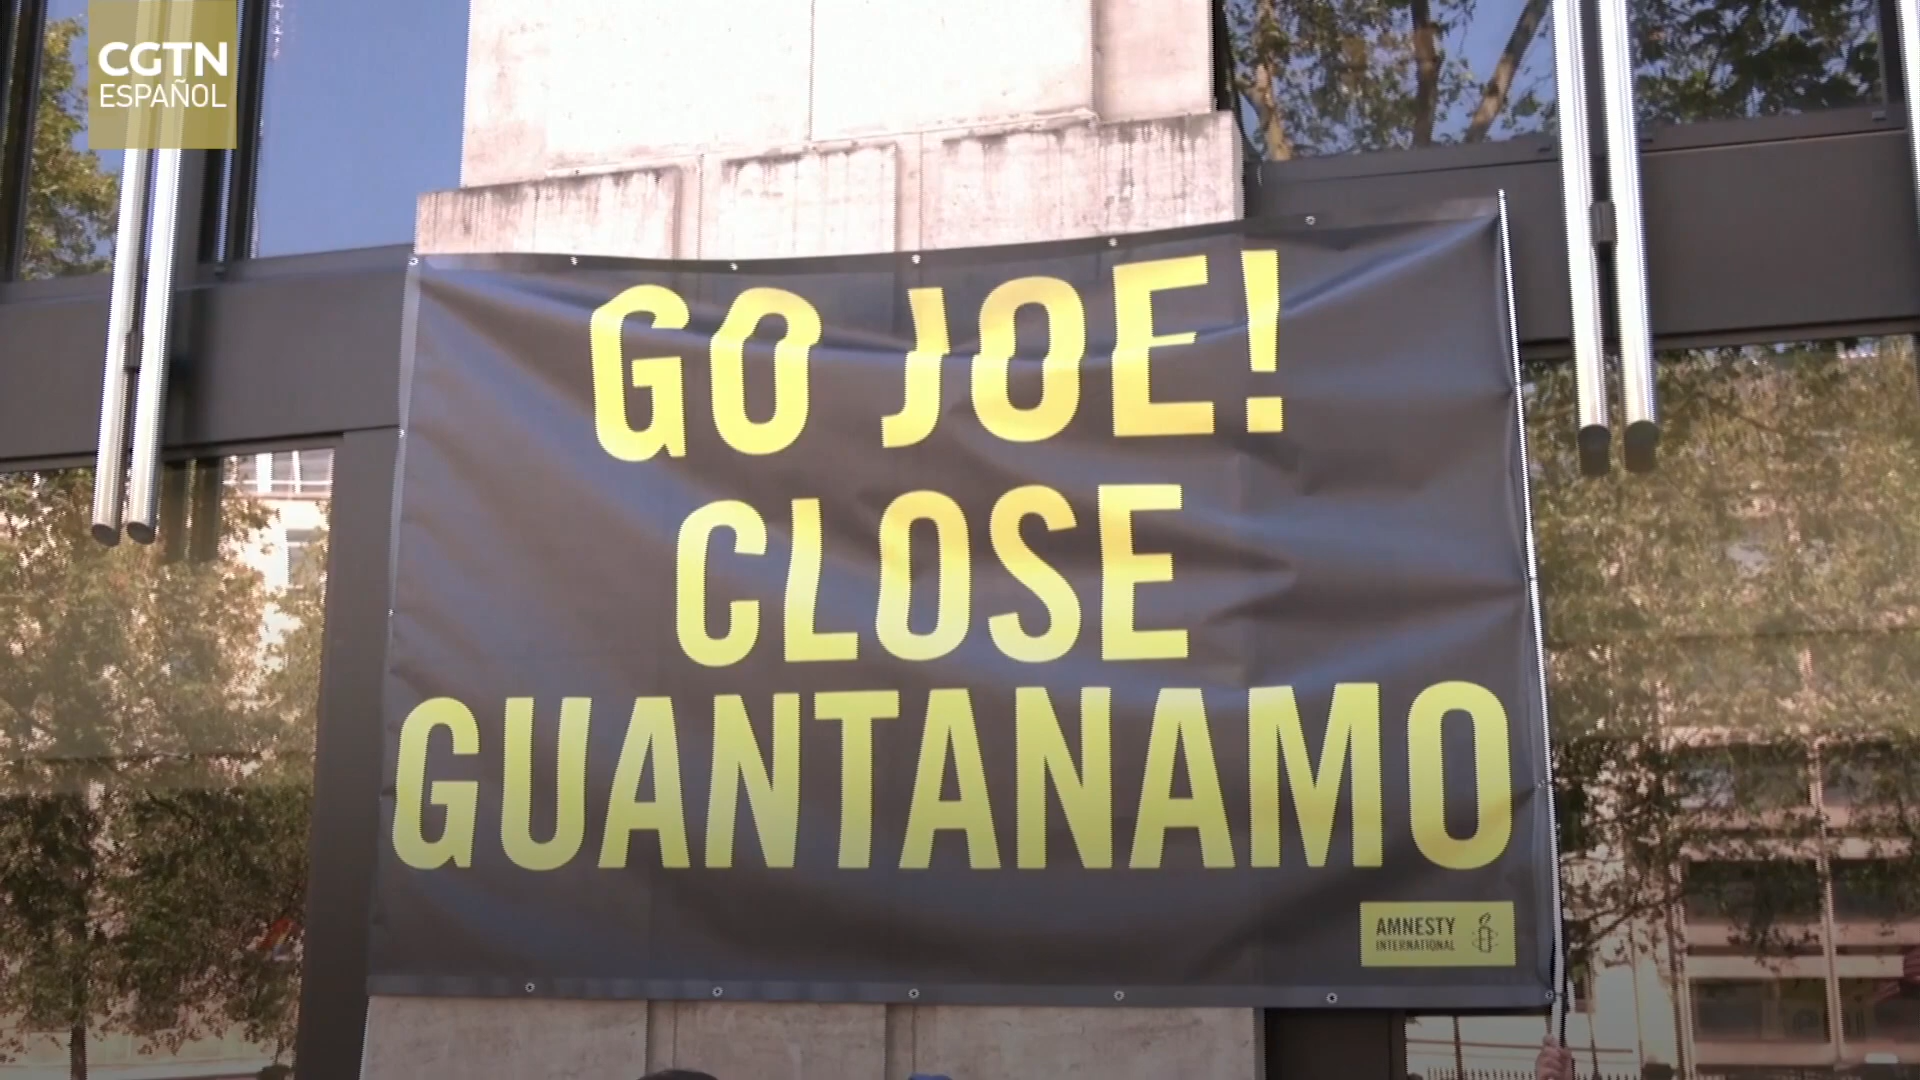 CGTN
ESPAÑOL
GO JOE!
CLOSE
GUANTANAMO
AMNESTY
INTERNATIONAL